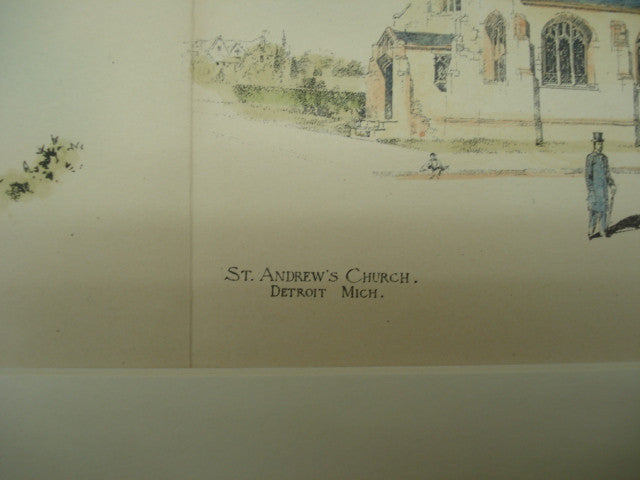 St. Andrew's Church.
Detroit Mich.